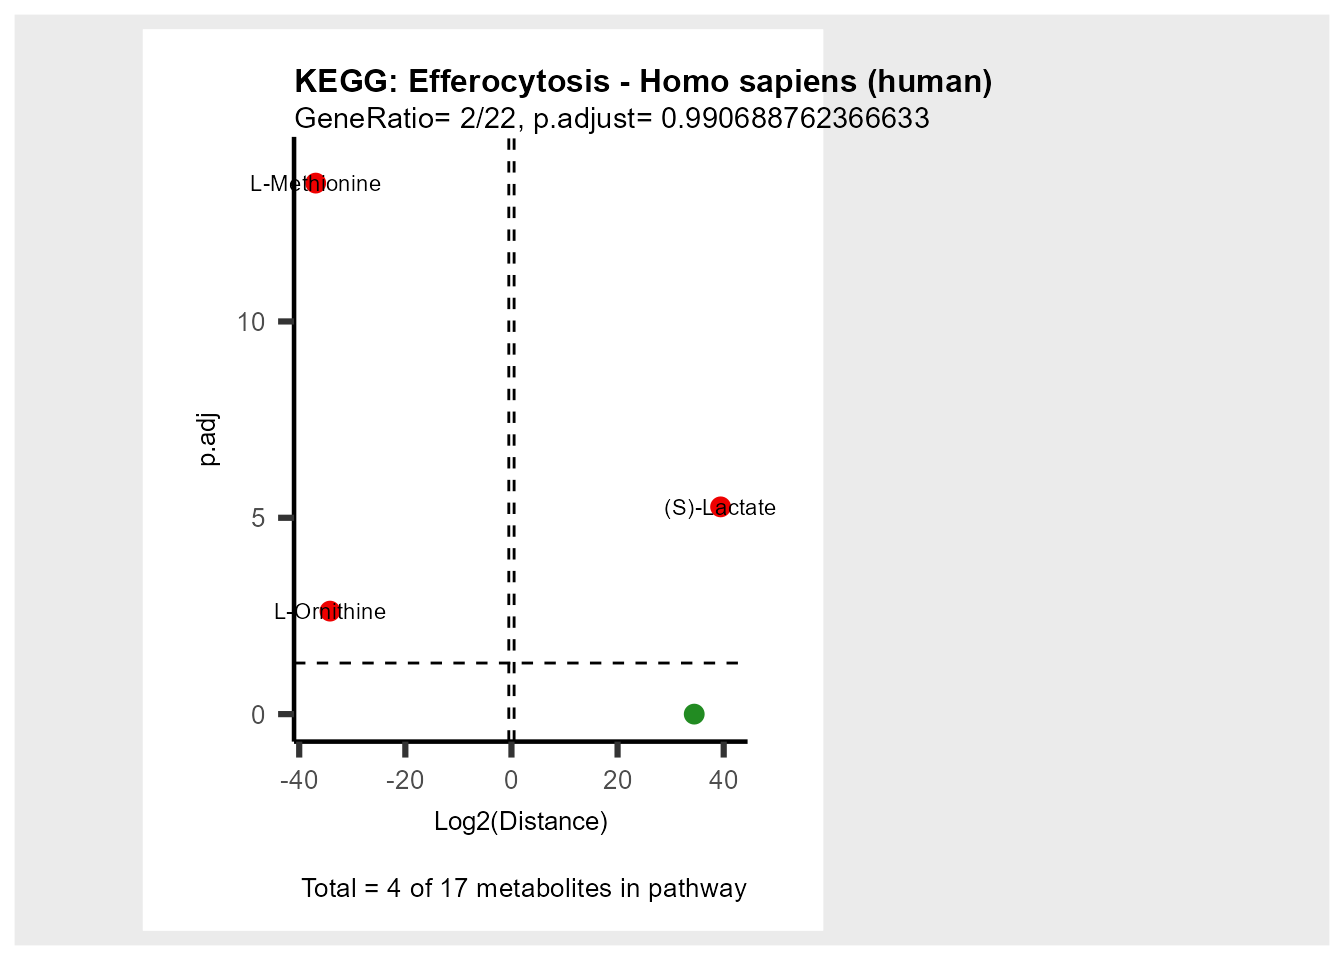 KEGG: Efferocytosis - Homo sapiens (human)
GeneRatio= 2/22, p.adjust= 0.990688762366633
L-Methionine
10
p.adj
(S)-Lactate
5
L-Ornithine
0
-40 -20 0 20 40
Log2(Distance)
Total = 4 of 17 metabolites in pathway